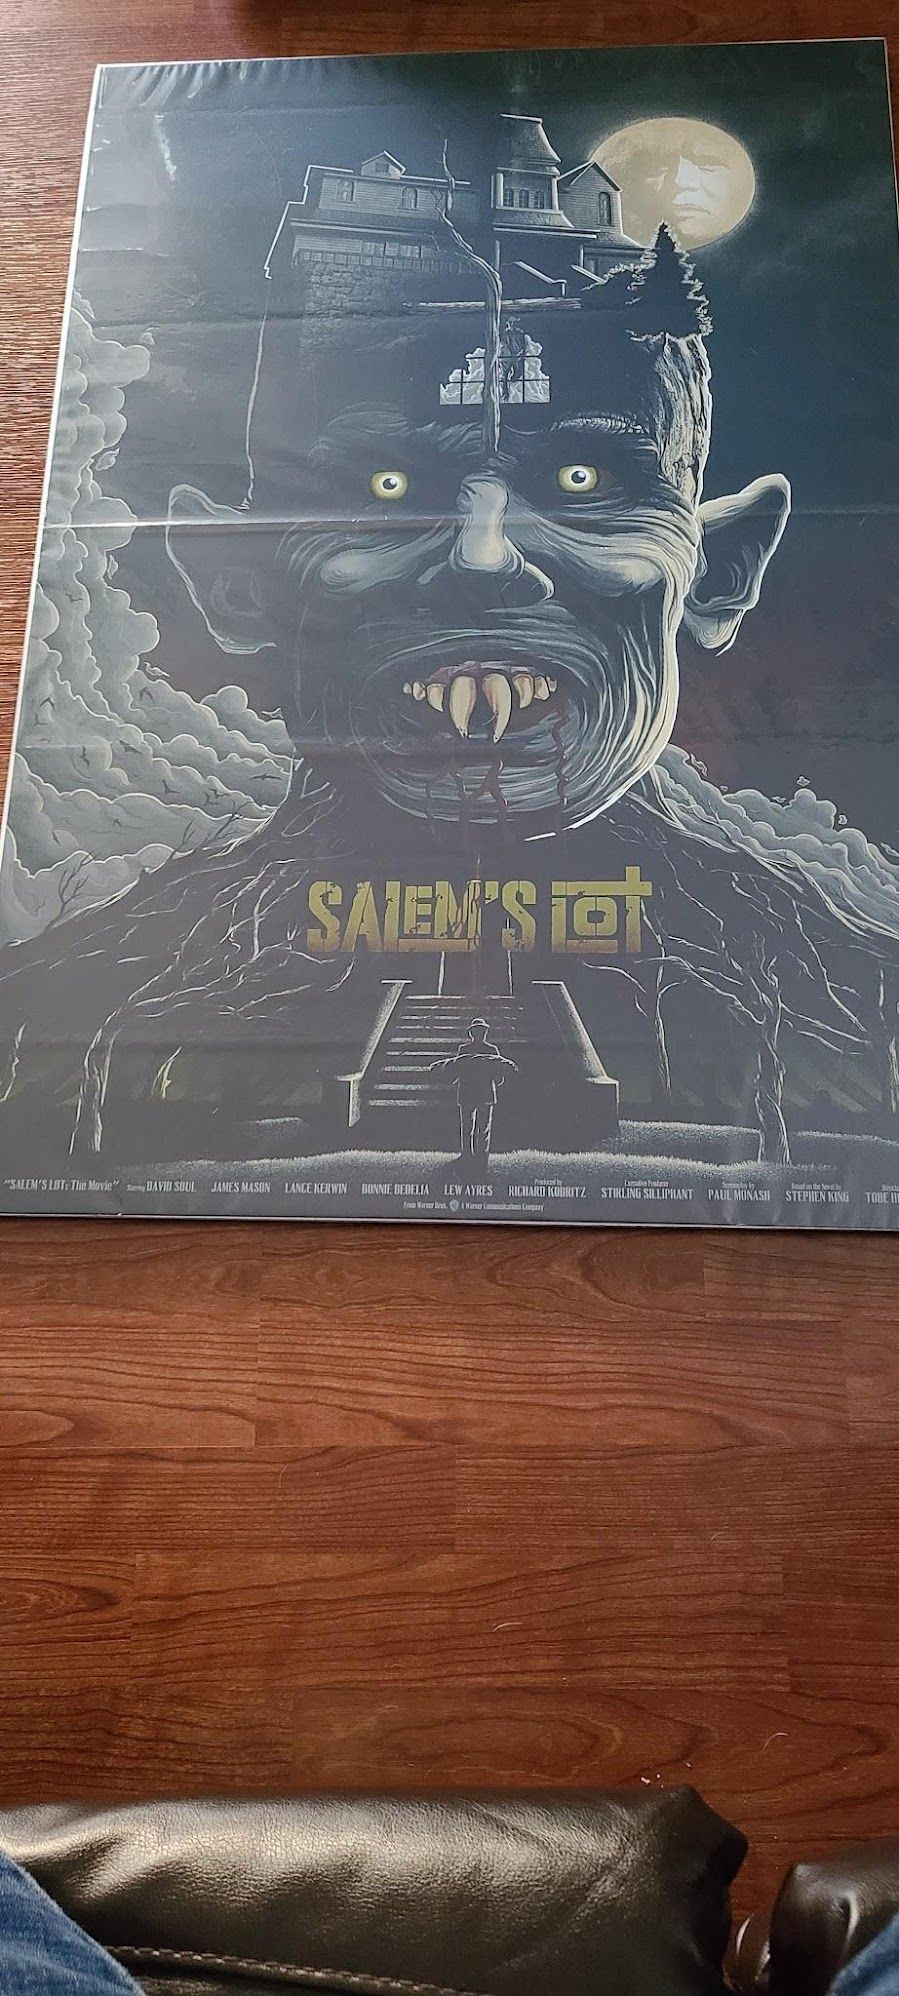 SALEM'S LOT
"SALEM'S LOT: The Movie" Starring DAVID SOUL JAMES MASON LANCE KERWIN BONNIE BEDELIA LEW AYRES Produced by RICHARD KOBRITZ Executive Producer STIRLING SILLIPHANT Screenplay by PAUL MONASH Based on the Novel by STEPHEN KING TOBE
From Warner Bros. A Warner Communications Company